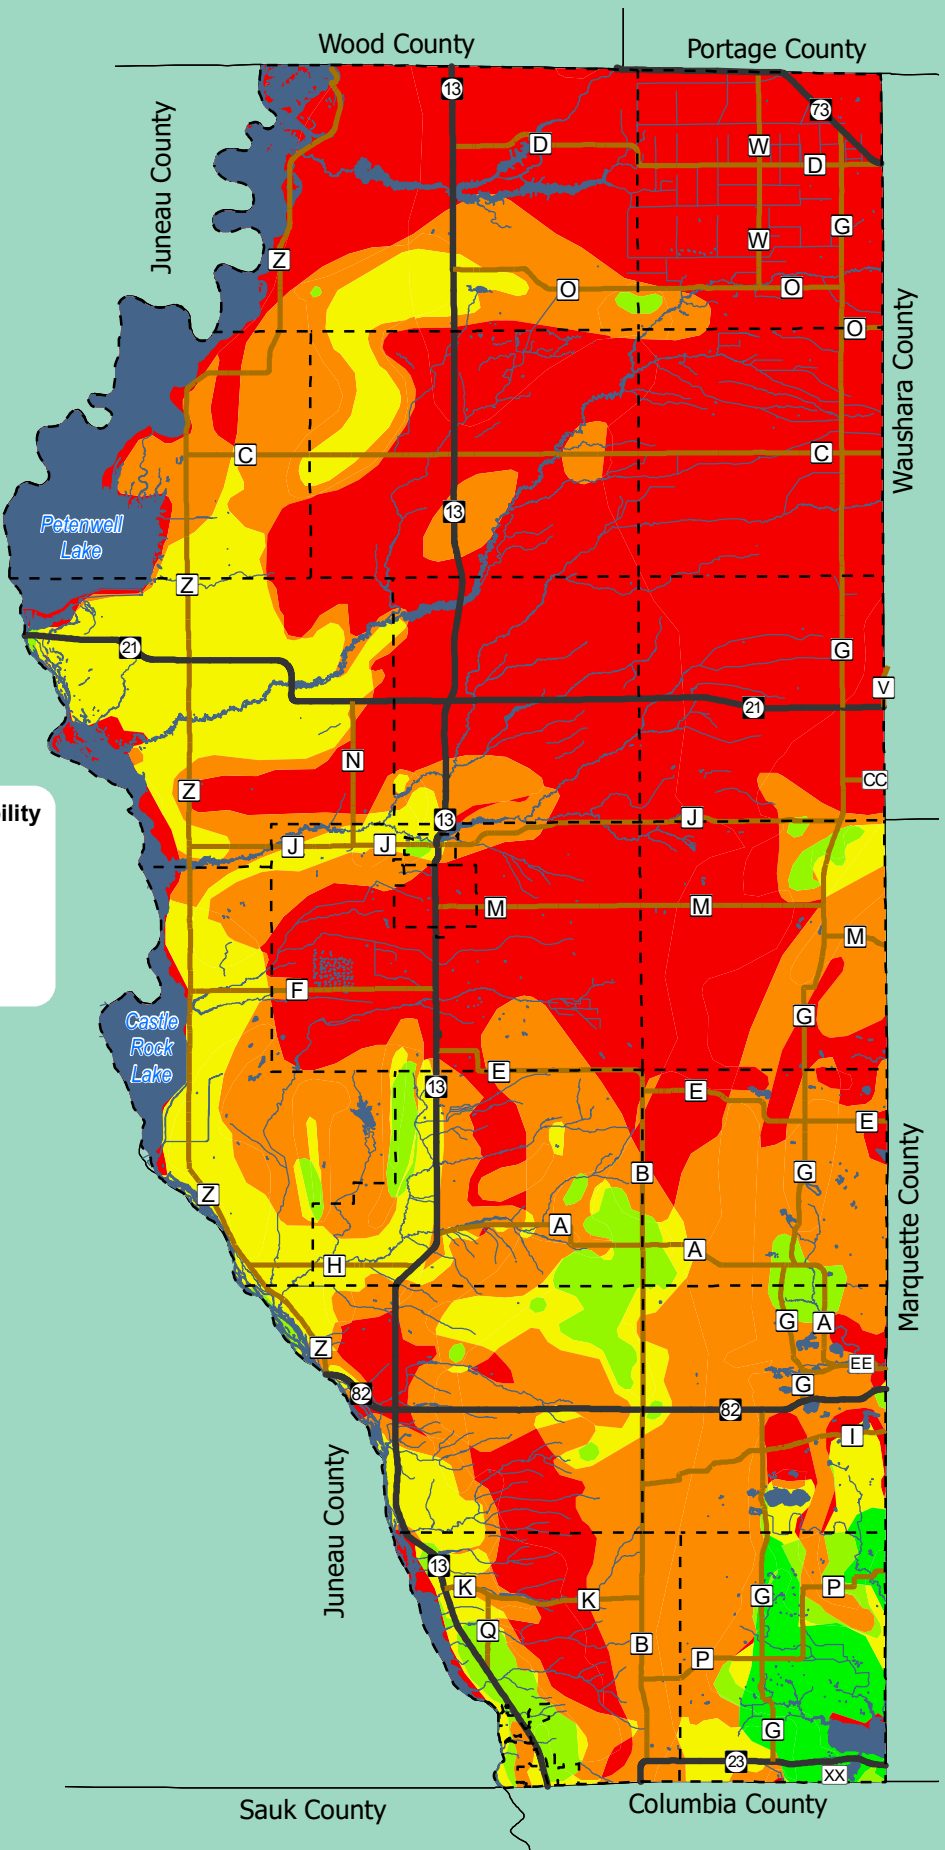 Wood County
Portage County
13
73
D
W
D
Juneau County
G
W
Z
O
O
O
Waushara County
C
C
13
Petenwell
Lake
Z
21
G
V
21
N
CC
Z
13
J
J
J
M
M
M
F
G
Castle
Rock
Lake
E
13
E
E
Marquette County
B
G
Z
A
A
H
G
A
Z
EE
G
82
82
I
Juneau County
13
K
K
G
P
Q
B
P
G
23
XX
Sauk County
Columbia County